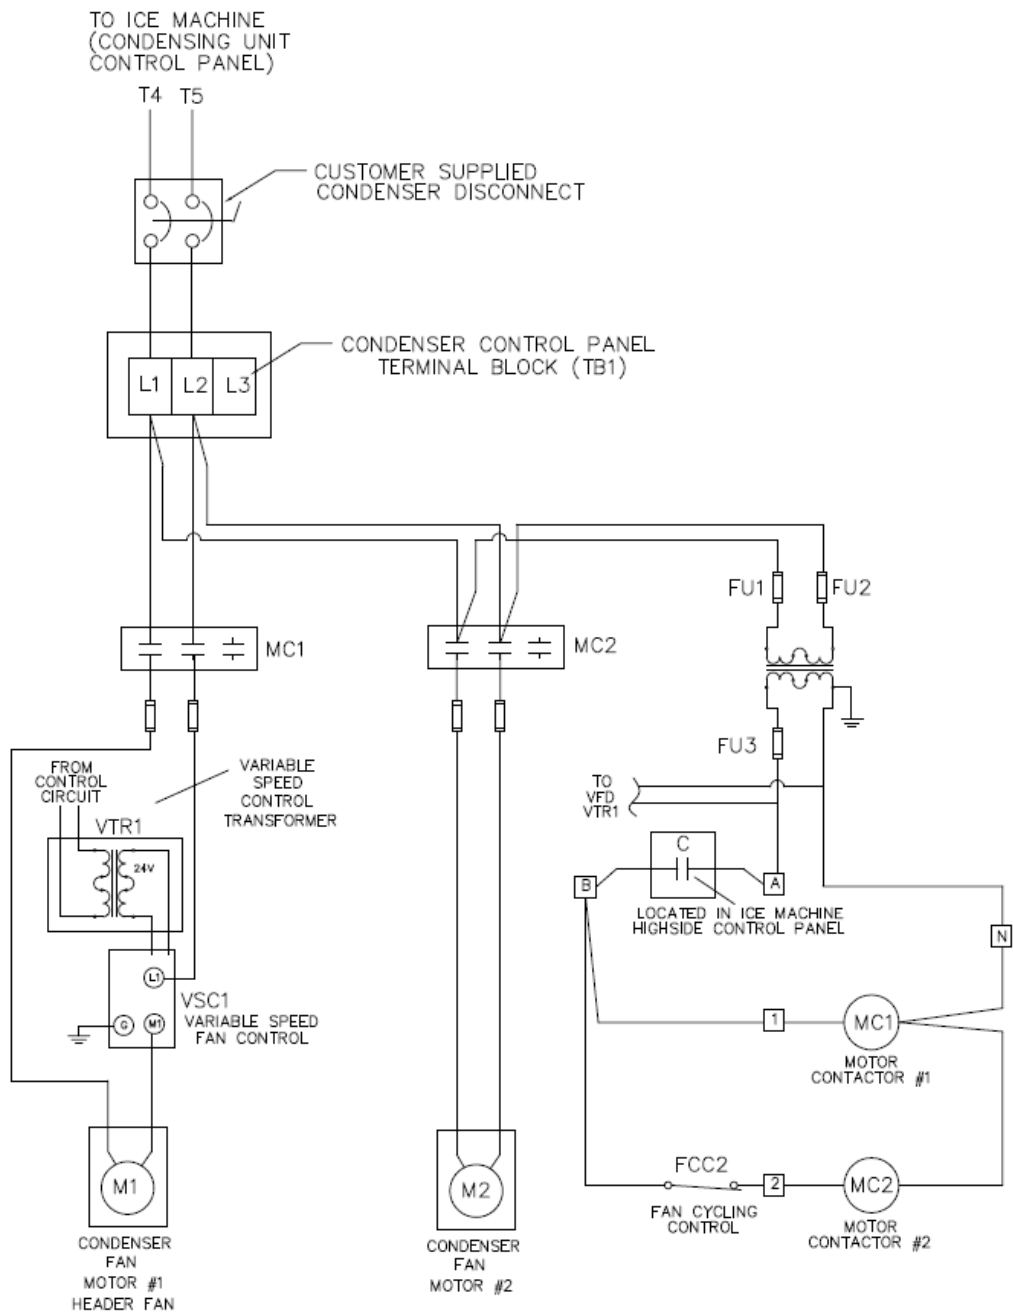 TO ICE MACHINE
(CONDENSING UNIT
CONTROL PANEL)
T4 T5
CUSTOMER SUPPLIED
CONDENSER DISCONNECT
CONDENSER CONTROL PANEL
TERMINAL BLOCK (TB1)
L1 L2 L3
FU1 FU2
MC1
MC2
FU3
FROM
CONTROL
CIRCUIT
VARIABLE
SPEED
CONTROL
TRANSFORMER
TO
VFD
VTR1
VTR1
24V
C
B
A
LOCATED IN ICE MACHINE
HIGHSIDE CONTROL PANEL
N
L1
VSC1
VARIABLE SPEED
FAN CONTROL
G M1
1
MC1
MOTOR
CONTACTOR #1
M1
CONDENSER
FAN
MOTOR #1
HEADER FAN
M2
CONDENSER
FAN
MOTOR #2
FCC2
FAN CYCLING
CONTROL
2
MC2
MOTOR
CONTACTOR #2